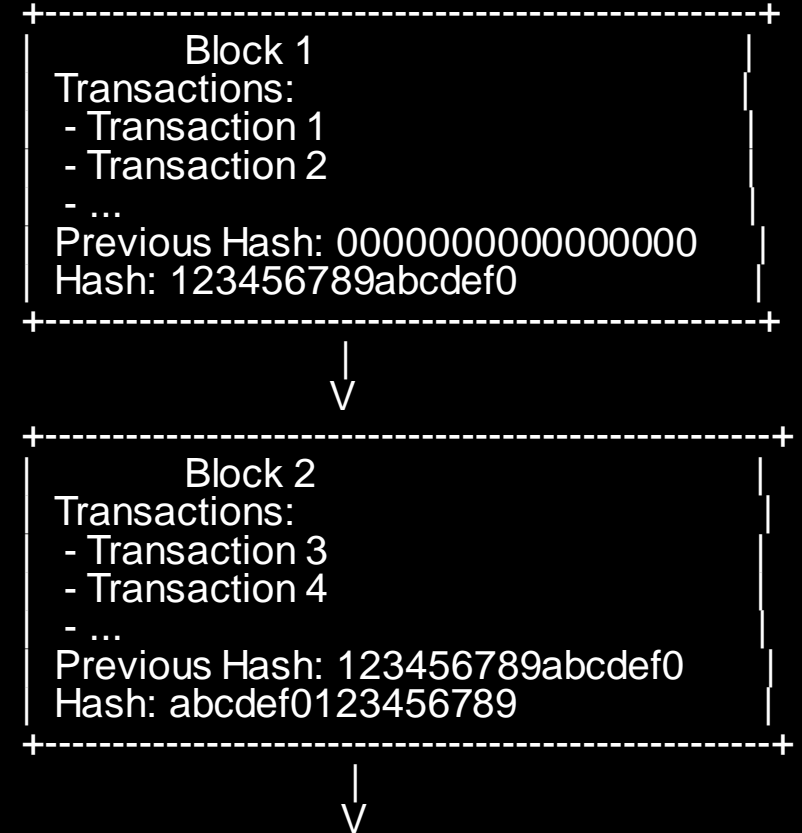 +-----------------------------------------------------+
| Block 1 |
| Transactions: |
| - Transaction 1 |
| - Transaction 2 |
| - ... |
| Previous Hash: 0000000000000000 |
| Hash: 123456789abcdef0 |
+-----------------------------------------------------+
|
V
+------------------------------------------------------+
| Block 2 |
| Transactions: |
| - Transaction 3 |
| - Transaction 4 |
| - ... |
| Previous Hash: 123456789abcdef0 |
| Hash: abcdef0123456789 |
+------------------------------------------------------+
|
V